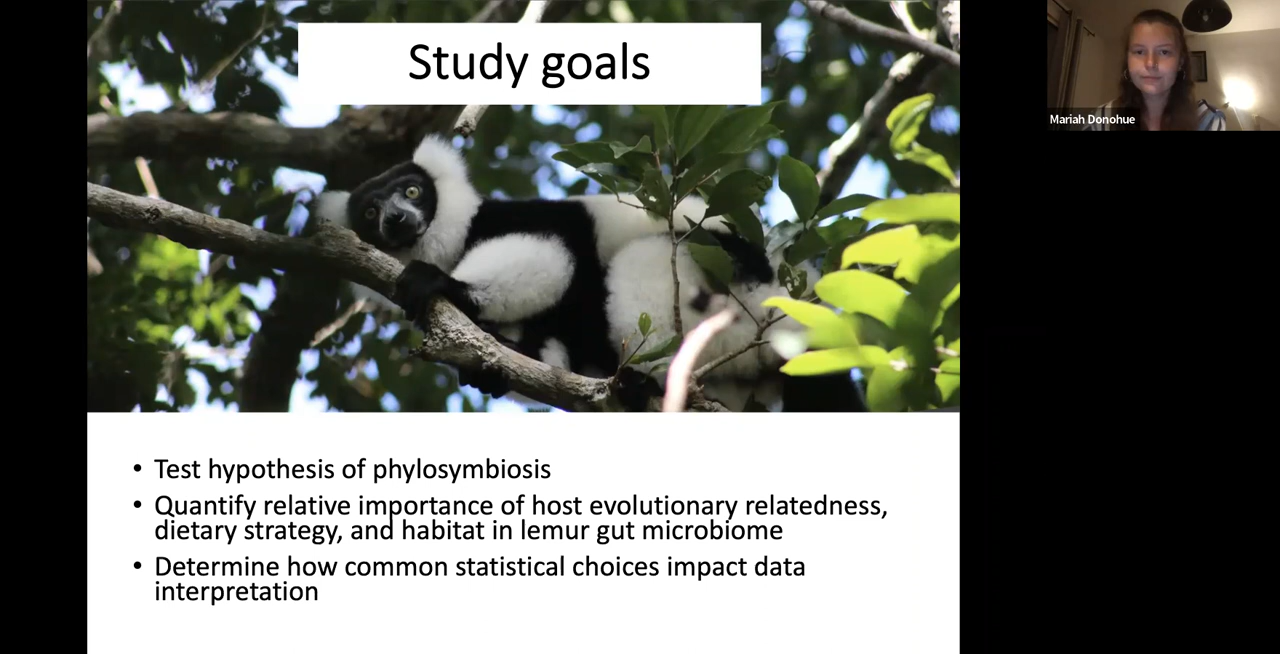 Study goals
Mariah Donohue
• Test hypothesis of phylosymbiosis
• Quantify relative importance of host evolutionary relatedness,
dietary strategy, and habitat in lemur gut microbiome
• Determine how common statistical choices impact data
interpretation